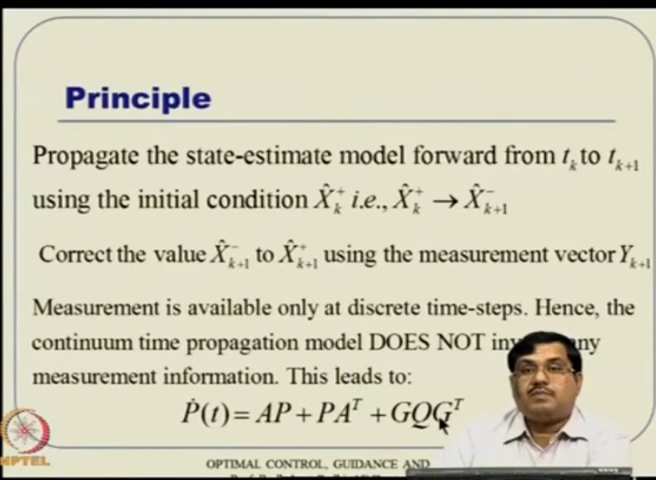 Principle
Propagate the state-estimate model forward from t_k to t_{k+1}
using the initial condition X̂_k^+ i.e., X̂_k^+ → X̂_{k+1}^-
Correct the value X̂_{k+1}^- to X̂_{k+1}^+ using the measurement vector Y_{k+1}
Measurement is available only at discrete time-steps. Hence, the
continuum time propagation model DOES NOT any
measurement information. This leads to:
Ṗ(t) = AP + PA^T + GQG^T
NPTEL
OPTIMAL CONTROL, GUIDANCE AND